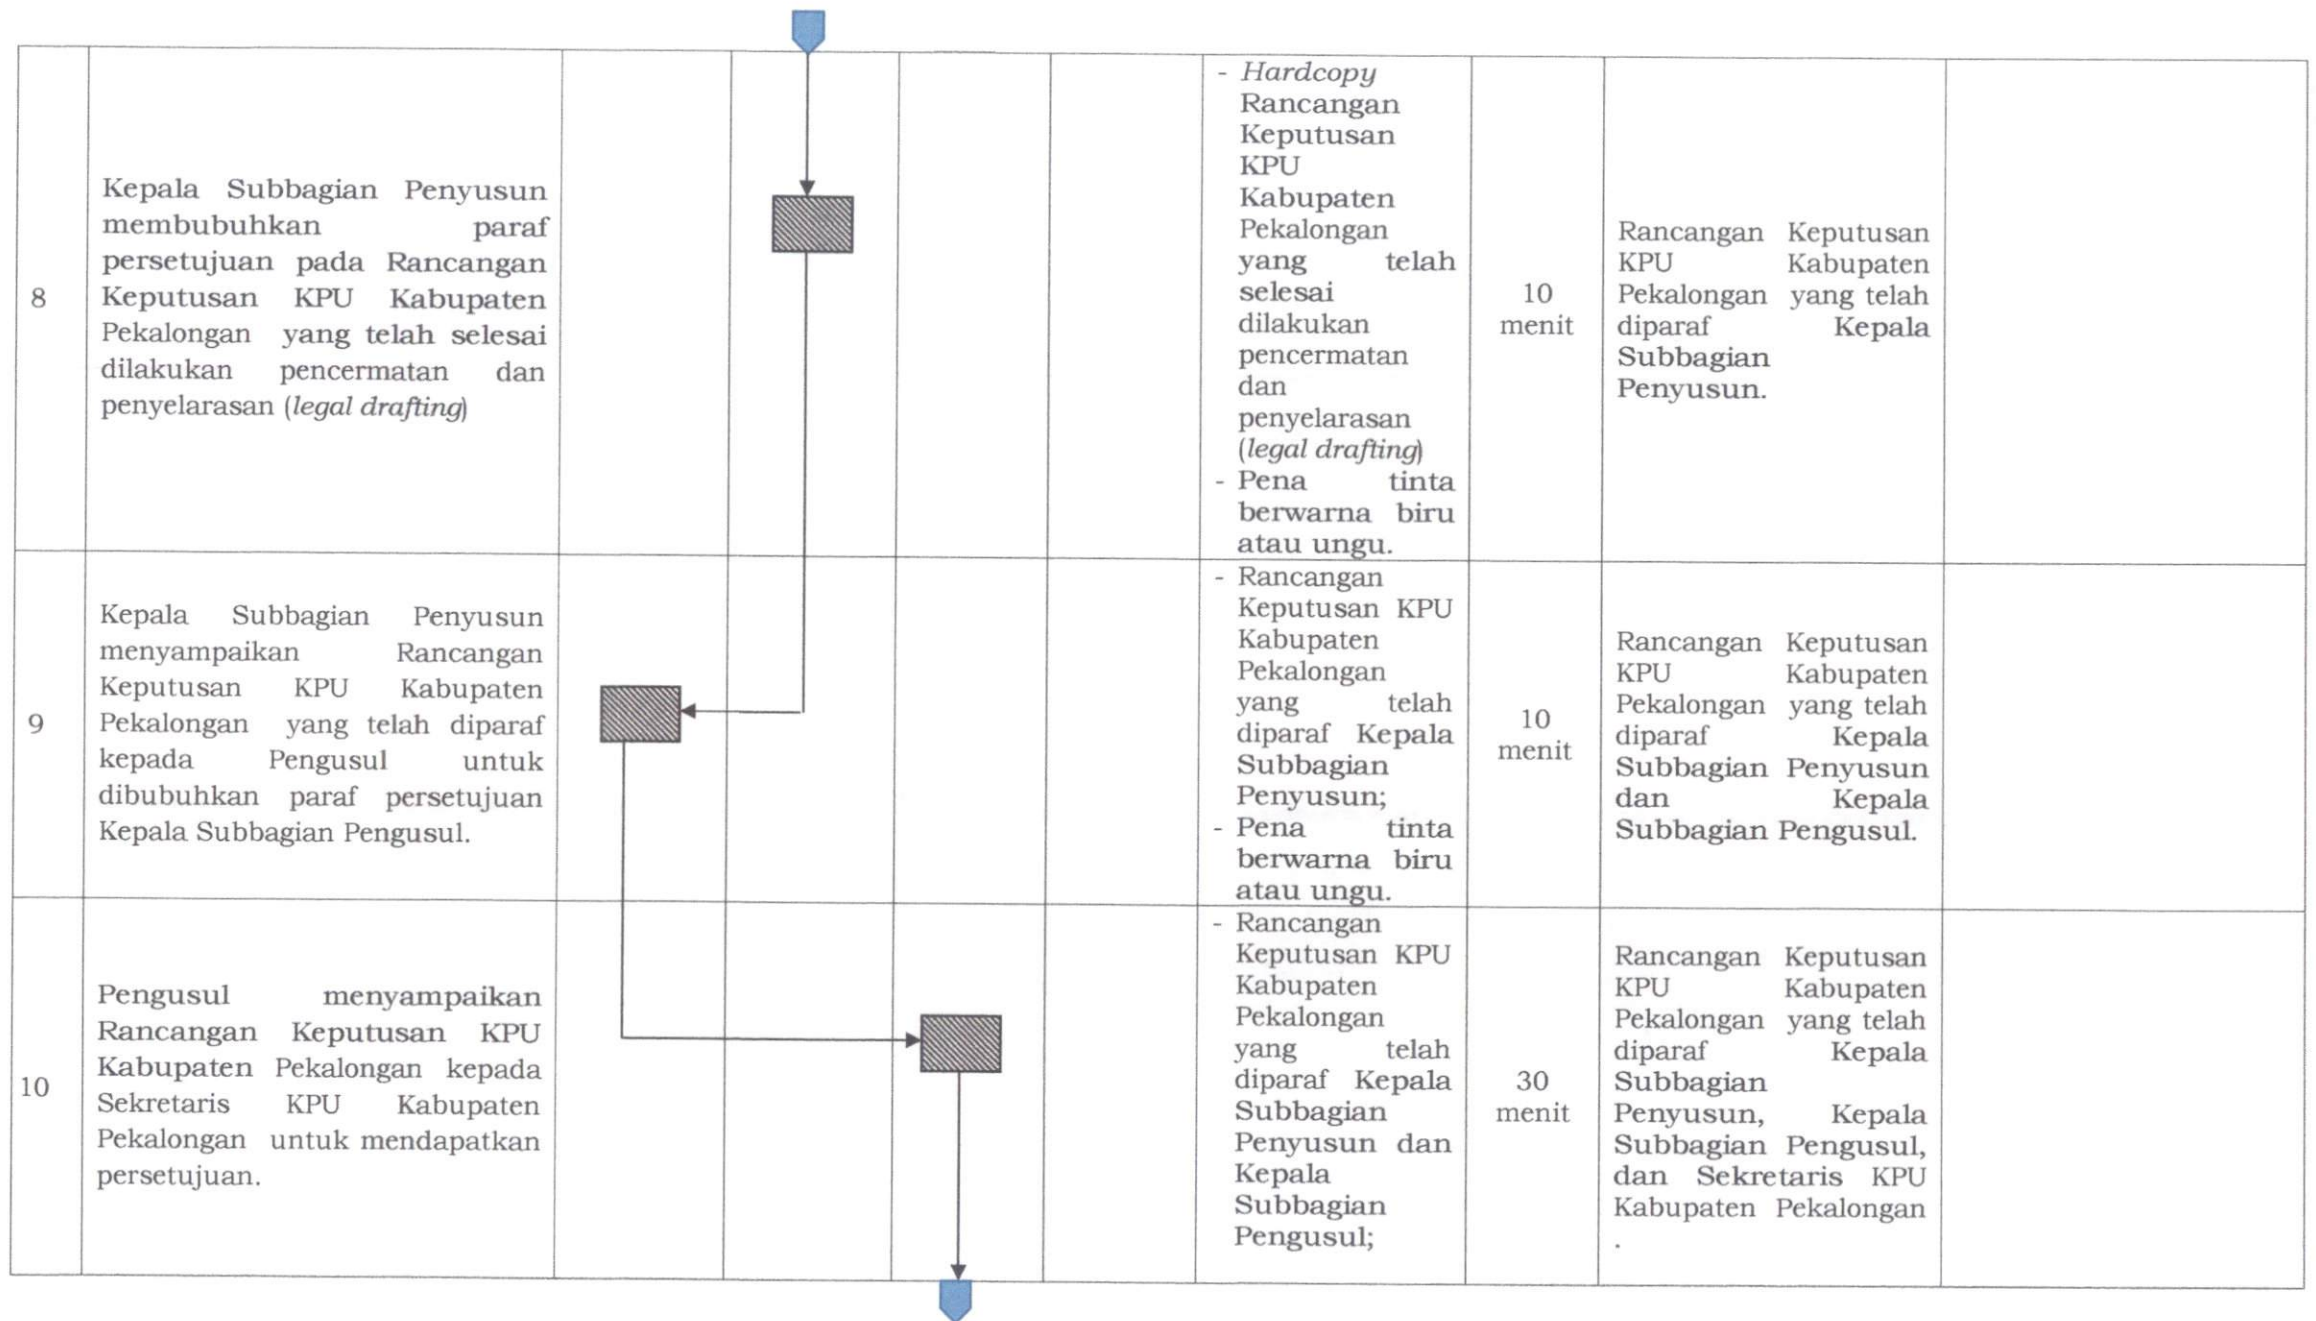 8
Kepala Subbagian Penyusun
membubuhkan paraf
persetujuan pada Rancangan
Keputusan KPU Kabupaten
Pekalongan yang telah selesai
dilakukan pencermatan dan
penyelarasan (legal drafting)
- Hardcopy
Rancangan
Keputusan
KPU
Kabupaten
Pekalongan
yang telah
selesai
dilakukan
pencermatan
dan
penyelarasan
(legal drafting)
- Pena tinta
berwarna biru
atau ungu.
10
menit
Rancangan Keputusan
KPU Kabupaten
Pekalongan yang telah
diparaf Kepala
Subbagian
Penyusun.
9
Kepala Subbagian Penyusun
menyampaikan Rancangan
Keputusan KPU Kabupaten
Pekalongan yang telah diparaf
kepada Pengusul untuk
dibubuhkan paraf persetujuan
Kepala Subbagian Pengusul.
- Rancangan
Keputusan KPU
Kabupaten
Pekalongan
yang telah
diparaf Kepala
Subbagian
Penyusun;
- Pena tinta
berwarna biru
atau ungu.
10
menit
Rancangan Keputusan
KPU Kabupaten
Pekalongan yang telah
diparaf Kepala
Subbagian Penyusun
dan Kepala
Subbagian Pengusul.
10
Pengusul menyampaikan
Rancangan Keputusan KPU
Kabupaten Pekalongan kepada
Sekretaris KPU Kabupaten
Pekalongan untuk mendapatkan
persetujuan.
- Rancangan
Keputusan KPU
Kabupaten
Pekalongan
yang telah
diparaf Kepala
Subbagian
Penyusun dan
Kepala
Subbagian
Pengusul;
30
menit
Rancangan Keputusan
KPU Kabupaten
Pekalongan yang telah
diparaf Kepala
Subbagian
Penyusun, Kepala
Subbagian Pengusul,
dan Sekretaris KPU
Kabupaten Pekalongan
.